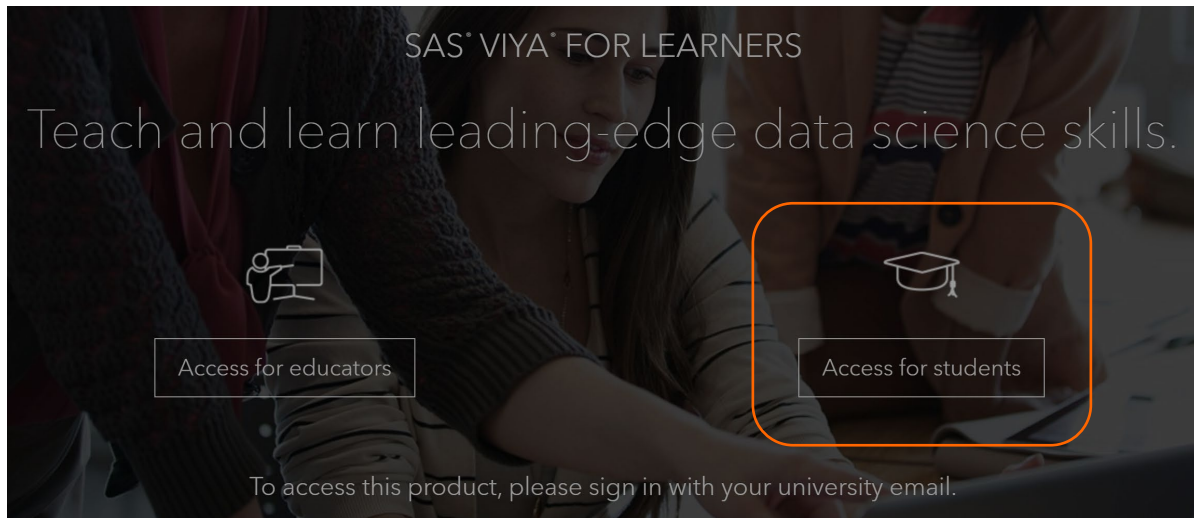 SAS® VIYA® FOR LEARNERS
Teach and learn leading-edge data science skills.
Access for educators
Access for students
To access this product, please sign in with your university email.